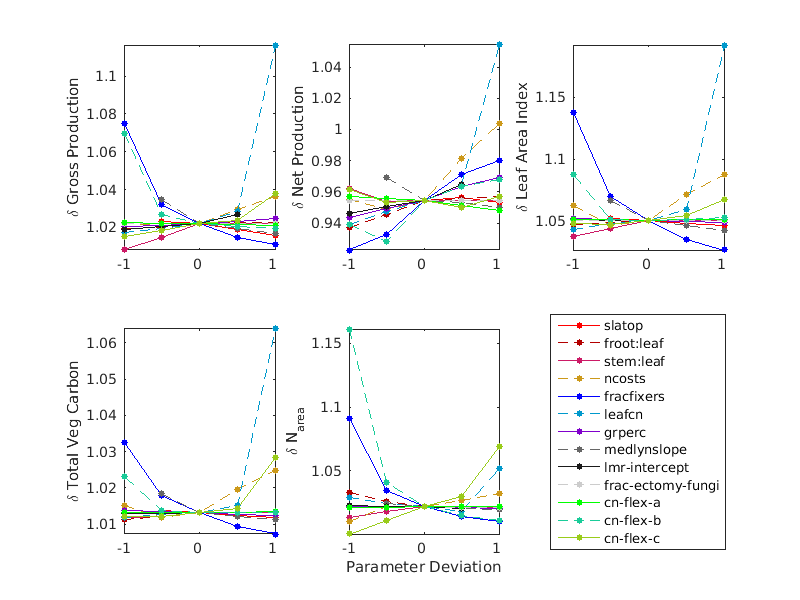 δ Gross Production
1.1
1.08
1.06
1.04
1.02
-1 0 1
δ Net Production
1.04
1.02
1
0.98
0.96
0.94
-1 0 1
δ Leaf Area Index
1.15
1.1
1.05
-1 0 1
δ Total Veg Carbon
1.06
1.05
1.04
1.03
1.02
1.01
-1 0 1
δ Narea
1.15
1.1
1.05
-1 0 1
Parameter Deviation
slatop
froot:leaf
stem:leaf
ncosts
fracfixers
leafcn
grperc
medlynslope
lmr-intercept
frac-ectomy-fungi
cn-flex-a
cn-flex-b
cn-flex-c